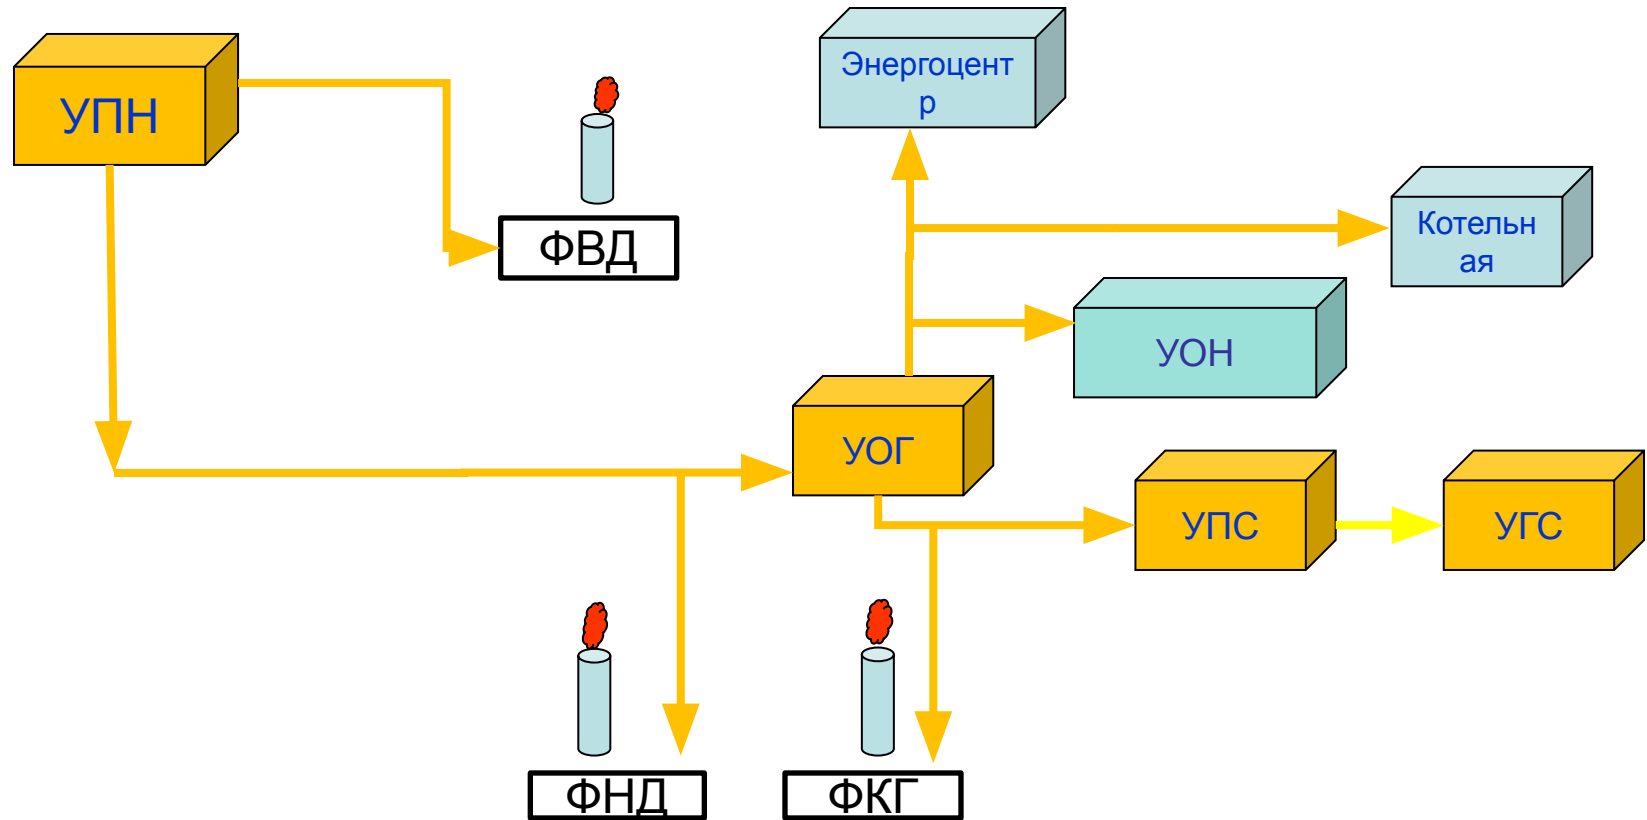 УПН
Энергоцент
р
Котельн
ая
ФВД
УОН
УОГ
УПС
УГС
ФНД
ФКГ